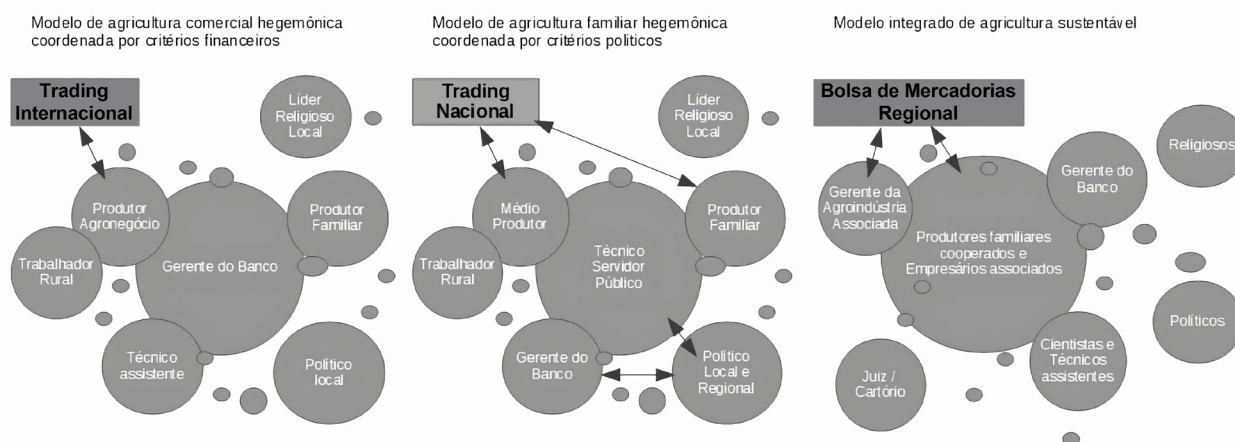 Modelo de agricultura comercial hegemônica
coordenada por critérios financeiros
Trading
Internacional
Líder
Religioso
Local
Produtor
Agronegócio
Produtor
Familiar
Trabalhador
Rural
Gerente do Banco
Técnico
assistente
Político
local
Modelo de agricultura familiar hegemônica
coordenada por critérios politicos
Trading
Nacional
Líder
Religioso
Local
Médio
Produtor
Produtor
Familiar
Trabalhador
Rural
Técnico
Servidor
Público
Gerente do
Banco
Político
Local e
Regional
Modelo integrado de agricultura sustentável
Bolsa de Mercadorias
Regional
Religiosos
Gerente do
Banco
Gerente da
Agroindústria
Associada
Produtores familiares
cooperados e
Empresários associados
Políticos
Cientistas e
Técnicos
assistentes
Juiz /
Cartório